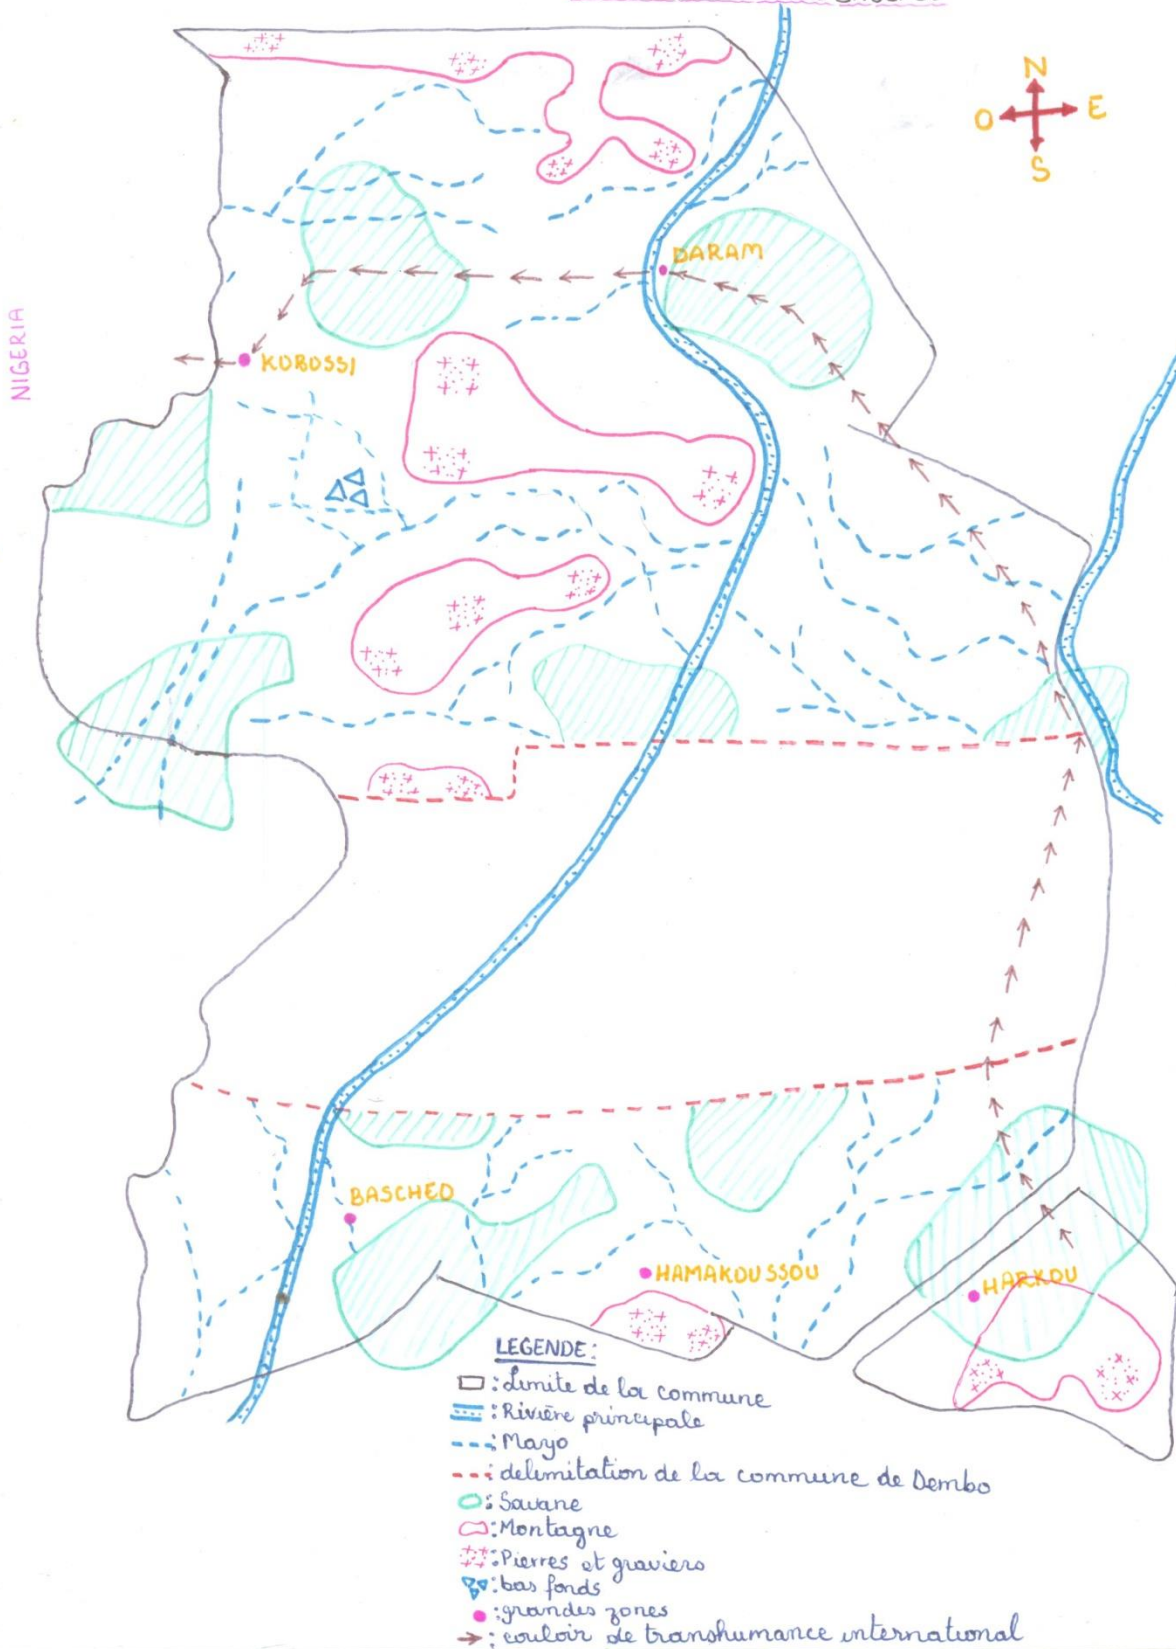 N
O E
S
DARAM
NIGERIA
KOBOSSI
BASCHEO
HAMAKOUSSOU
HARKOU
LEGENDE:
: Limite de la commune
: Rivière principale
: Mayo
: delimitation de la commune de Dembo
: Savane
: Montagne
: Pierres et graviers
: bas fonds
: grandes zones
: couloir de transhumance international